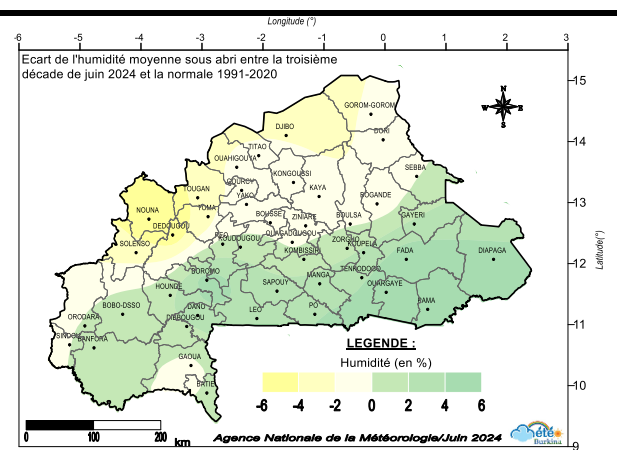 Longitude (°)
-6 -5 -4 -3 -2 -1 0 1 2 3
Ecart de l'humidité moyenne sous abri entre la troisième
décade de juin 2024 et la normale 1991-2020
15
N
W E
S
GOROM-GOROM
DJIBO
DORI
14
TITAO
OUAHIGOUYA
SEBBA
KONGOUSSI
GOURCY
TOUGAN
KAYA
YAKO
BOGANDE
13
NOUNA
TOMA
BOUSSE
ZINIARE
BOULSA
GAYERI
DEDOUGOU
OUAGADOUGOU
ZORGHO
SOLENSO
REO
KOUDOUGOU
KOUPELA
KOMBISSIRI
FADA
DIAPAGA
12
Latitude(°)
BOROMO
TENKODOGO
MANGA
HOUNDE
SAPOUY
OUARGAYE
BOBO-DSSO
DANO
PAMA
LEO
PO
ORODARA
DIEBOUGOU
11
SINDOU
BANFORA
LEGENDE :
GAOUA
Humidité (en %)
BATIE
10
-6 -4 -2 0 2 4 6
0 100 200
km
Agence Nationale de la Météorologie/Juin 2024
Météo
Burkina
9